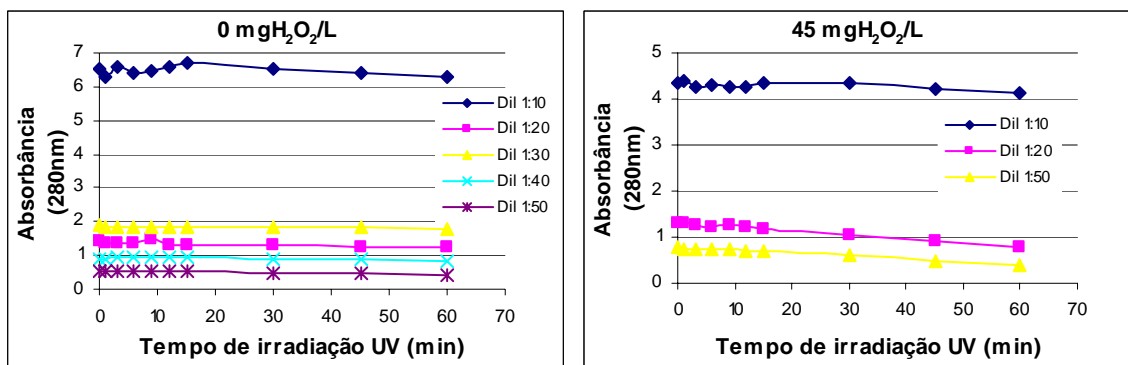 0 mgH₂O₂/L
7
6
5
4
3
2
1
0
Absorbância
(280nm)
0 10 20 30 40 50 60 70
Tempo de irradiação UV (min)
Dil 1:10
Dil 1:20
Dil 1:30
Dil 1:40
Dil 1:50
45 mgH₂O₂/L
5
4
3
2
1
0
Absorbância
(280nm)
0 10 20 30 40 50 60 70
Tempo de irradiação UV (min)
Dil 1:10
Dil 1:20
Dil 1:50